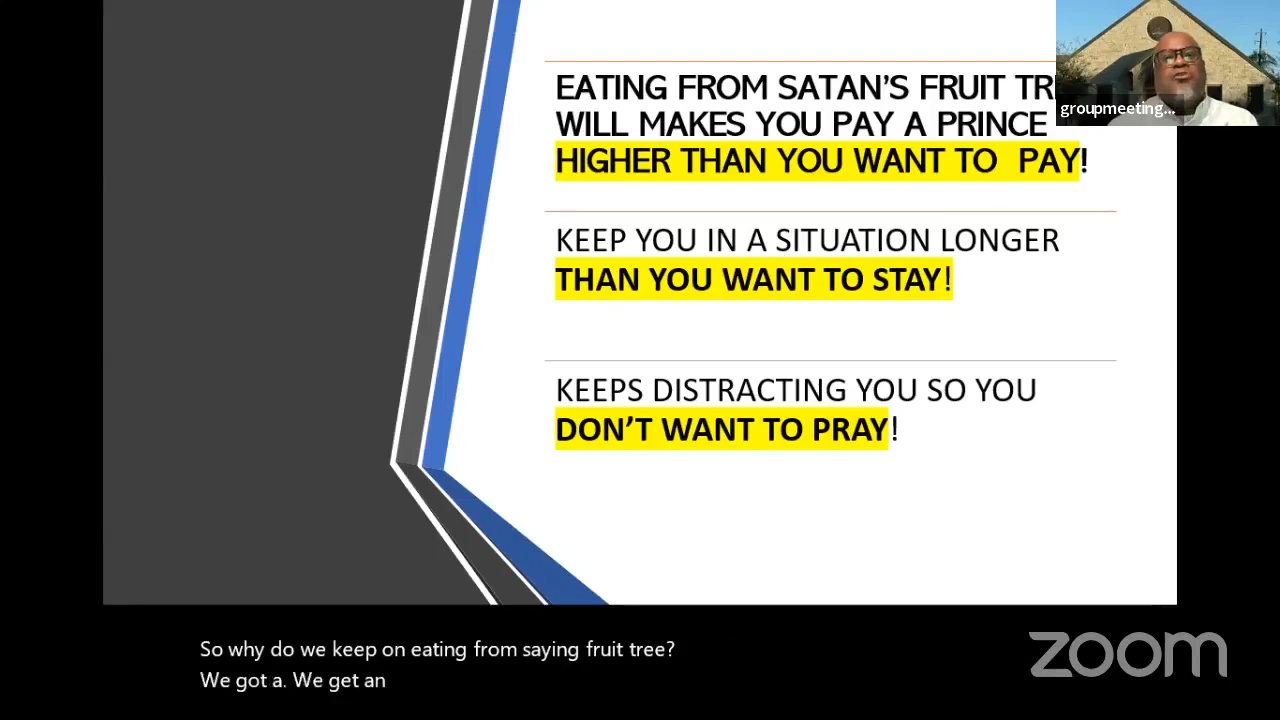 EATING FROM SATAN'S FRUIT
WILL MAKES YOU PAY A PRINCE
HIGHER THAN YOU WANT TO PAY!
KEEP YOU IN A SITUATION LONGER
THAN YOU WANT TO STAY!
KEEPS DISTRACTING YOU SO YOU
DON'T WANT TO PRAY!
groupmeeting...
So why do we keep on eating from saying fruit tree?
We got a. We get an
zoom